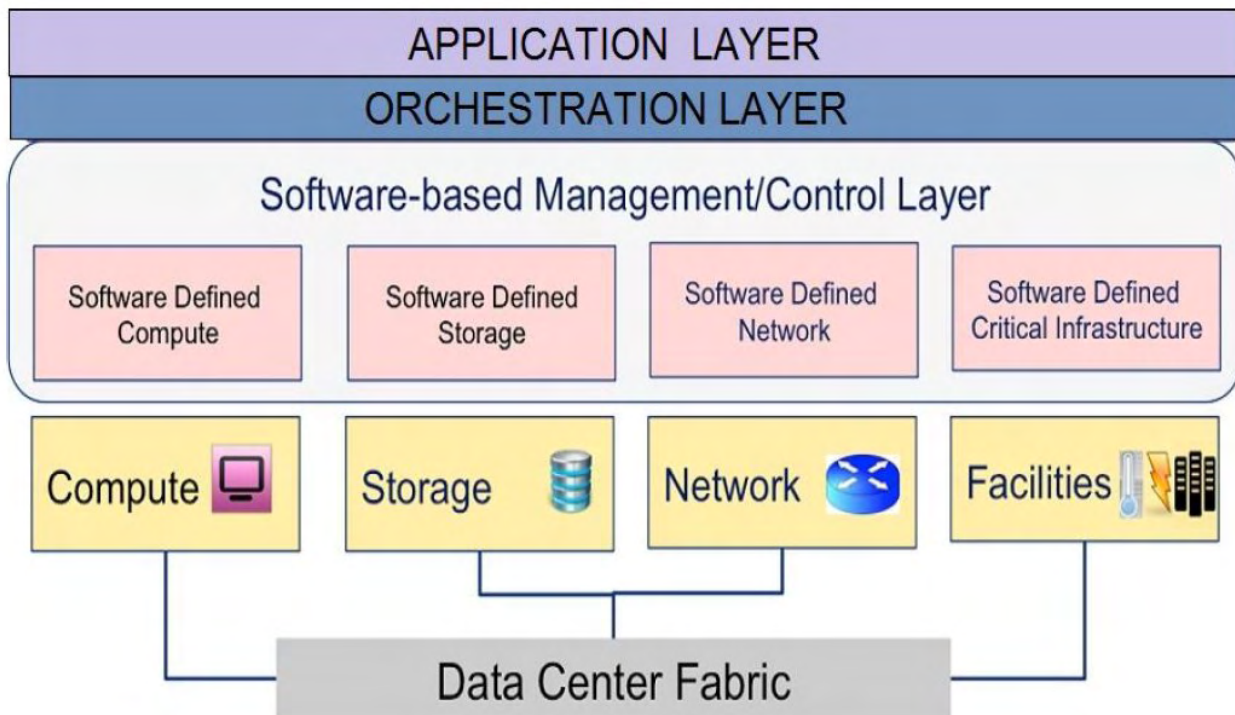 APPLICATION LAYER
ORCHESTRATION LAYER
Software-based Management/Control Layer
Software Defined
Compute
Software Defined
Storage
Software Defined
Network
Software Defined
Critical Infrastructure
Compute
Storage
Network
Facilities
Data Center Fabric